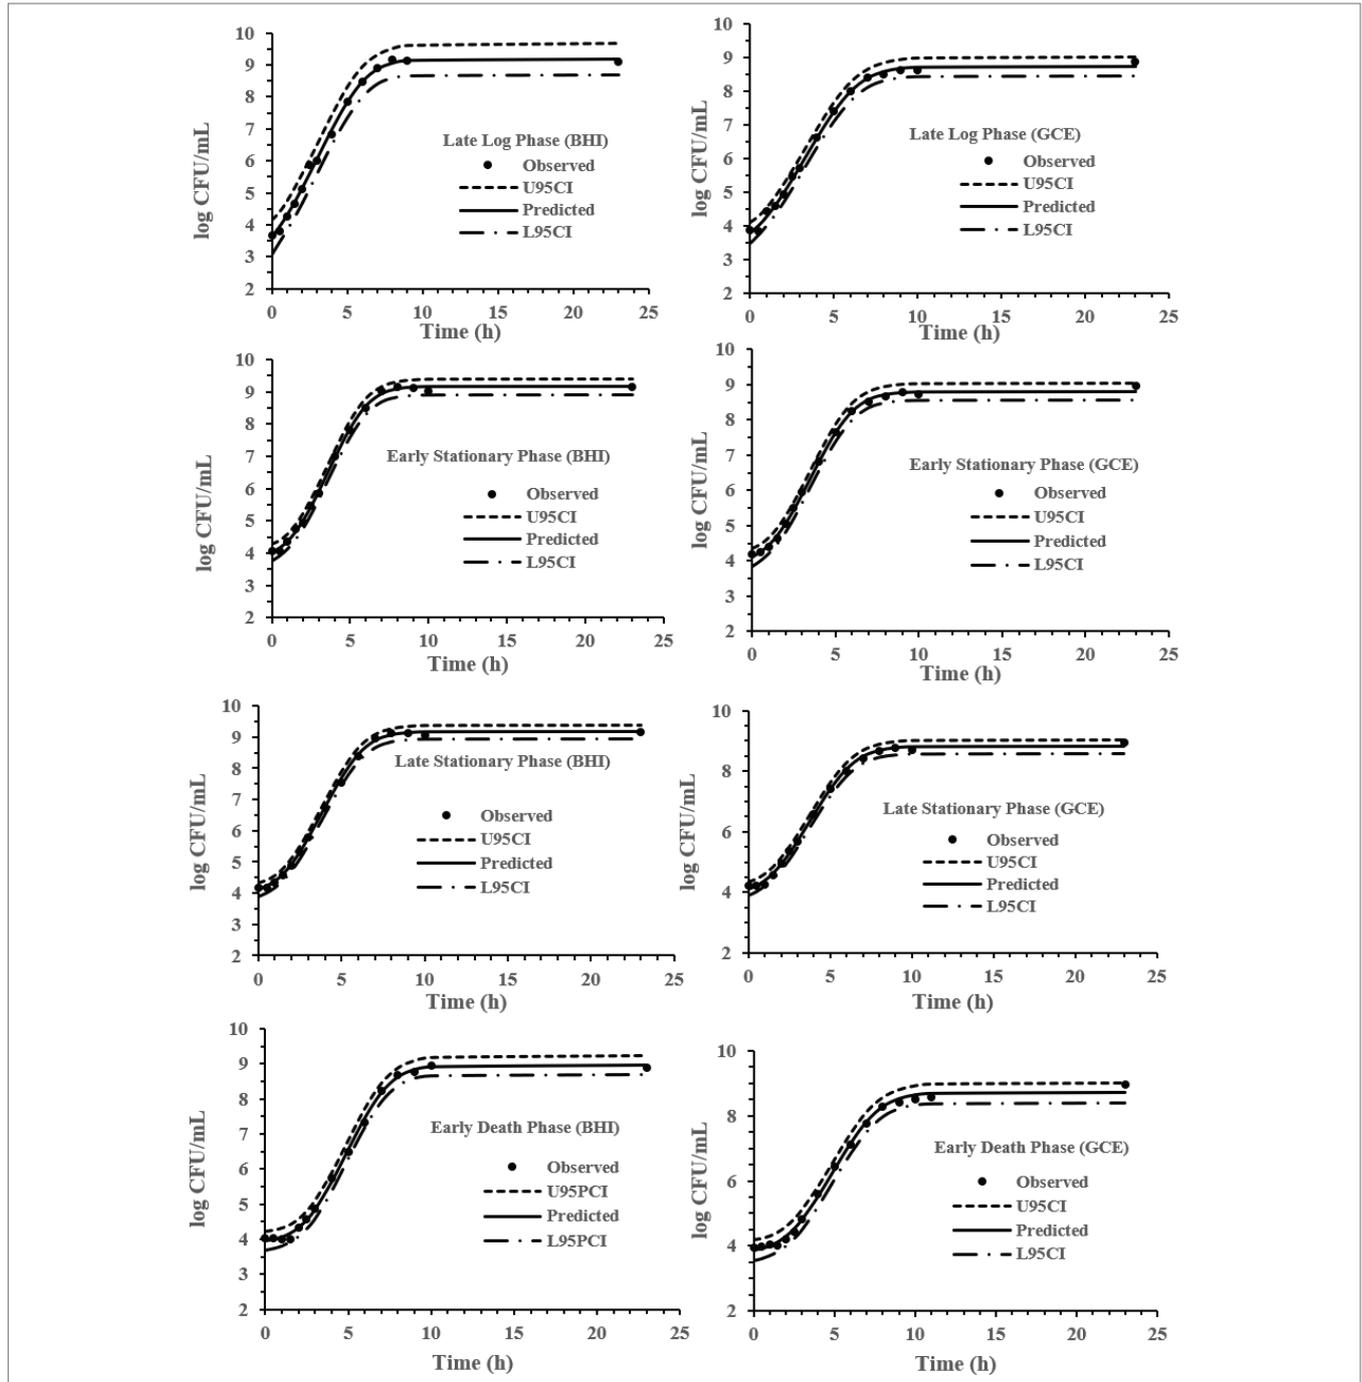 10
9
8
7
6
5
4
3
2
log CFU/mL
Late Log Phase (BHI)
Observed
U95CI
Predicted
L95CI
0 5 10 15 20 25
Time (h)
10
9
8
7
6
5
4
3
2
log CFU/mL
Late Log Phase (GCE)
Observed
U95CI
Predicted
L95CI
0 5 10 15 20 25
Time (h)
10
9
8
7
6
5
4
3
2
log CFU/mL
Early Stationary Phase (BHI)
Observed
U95CI
Predicted
L95CI
0 5 10 15 20 25
Time (h)
10
9
8
7
6
5
4
3
2
log CFU/mL
Early Stationary Phase (GCE)
Observed
U95CI
Predicted
L95CI
0 5 10 15 20 25
Time (h)
10
9
8
7
6
5
4
3
2
log CFU/mL
Late Stationary Phase (BHI)
Observed
U95CI
Predicted
L95CI
0 5 10 15 20 25
Time (h)
10
8
6
4
2
log CFU/mL
Late Stationary Phase (GCE)
Observed
U95CI
Predicted
L95CI
0 5 10 15 20 25
Time (h)
10
9
8
7
6
5
4
3
2
log CFU/mL
Early Death Phase (BHI)
Observed
U95PCI
Predicted
L95PCI
0 5 10 15 20 25
Time (h)
10
8
6
4
2
log CFU/mL
Early Death Phase (GCE)
Observed
U95CI
Predicted
L95CI
0 5 10 15 20 25
Time (h)